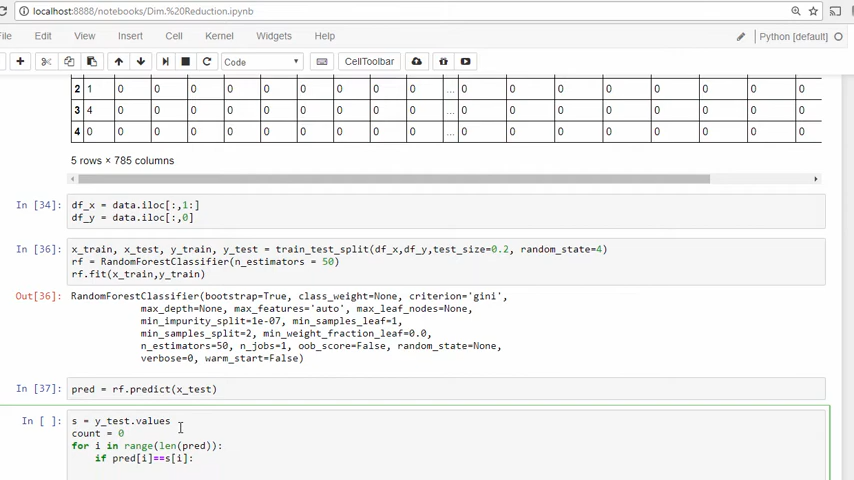 localhost:8888/notebooks/Dim.%20Reduction.ipynb
File Edit View Insert Cell Kernel Widgets Help Python [default]
Code CellToolbar
2 1 0 0 0 0 0 0 0 0 0 ... 0 0 0 0 0 0
3 4 0 0 0 0 0 0 0 0 0 ... 0 0 0 0 0 0
4 0 0 0 0 0 0 0 0 0 0 ... 0 0 0 0 0 0
5 rows × 785 columns
In [34]: df_x = data.iloc[:,1:]
df_y = data.iloc[:,0]
In [36]: x_train, x_test, y_train, y_test = train_test_split(df_x,df_y,test_size=0.2, random_state=4)
rf = RandomForestClassifier(n_estimators = 50)
rf.fit(x_train,y_train)
Out[36]: RandomForestClassifier(bootstrap=True, class_weight=None, criterion='gini',
max_depth=None, max_features='auto', max_leaf_nodes=None,
min_impurity_split=1e-07, min_samples_leaf=1,
min_samples_split=2, min_weight_fraction_leaf=0.0,
n_estimators=50, n_jobs=1, oob_score=False, random_state=None,
verbose=0, warm_start=False)
In [37]: pred = rf.predict(x_test)
In [ ]: s = y_test.values
count = 0
for i in range(len(pred)):
if pred[i]==s[i]: